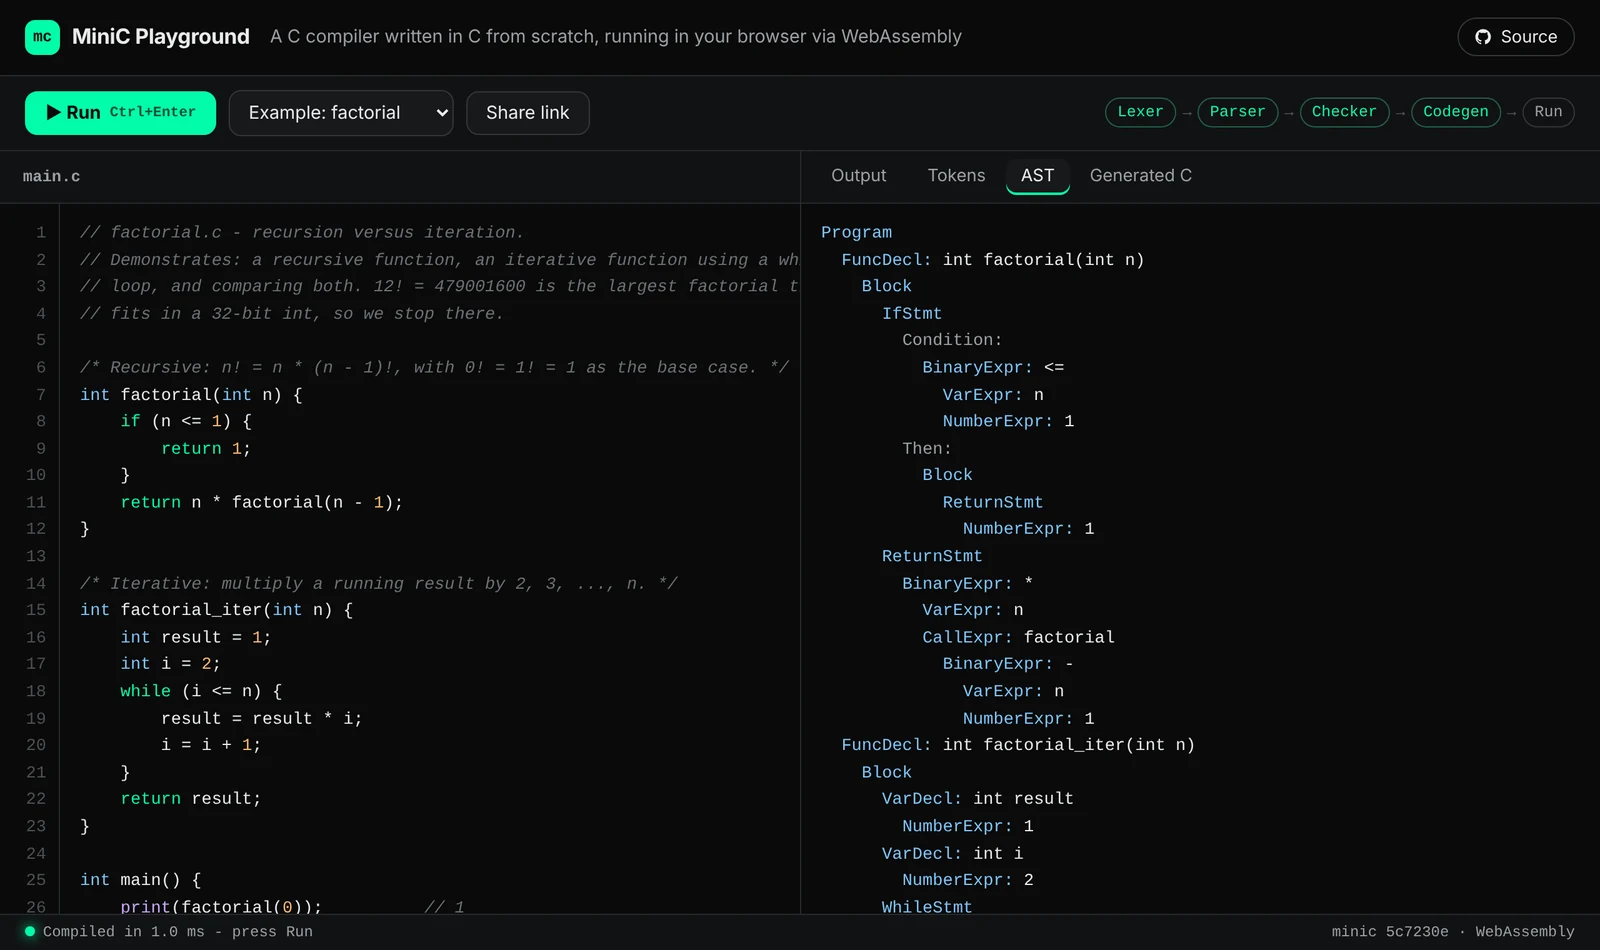 mc MiniC Playground A C compiler written in C from scratch, running in your browser via WebAssembly Source
Run Ctrl+Enter Example: factorial Share link Lexer → Parser → Checker → Codegen → Run
main.c
1 // factorial.c - recursion versus iteration.
2 // Demonstrates: a recursive function, an iterative function using a wh
3 // loop, and comparing both. 12! = 479001600 is the largest factorial t
4 // fits in a 32-bit int, so we stop there.
5
6 /* Recursive: n! = n * (n - 1)!, with 0! = 1! = 1 as the base case. */
7 int factorial(int n) {
8 if (n <= 1) {
9 return 1;
10 }
11 return n * factorial(n - 1);
12 }
13
14 /* Iterative: multiply a running result by 2, 3, ..., n. */
15 int factorial_iter(int n) {
16 int result = 1;
17 int i = 2;
18 while (i <= n) {
19 result = result * i;
20 i = i + 1;
21 }
22 return result;
23 }
24
25 int main() {
26 print(factorial(0)); // 1
Output Tokens AST Generated C
Program
FuncDecl: int factorial(int n)
Block
IfStmt
Condition:
BinaryExpr: <=
VarExpr: n
NumberExpr: 1
Then:
Block
ReturnStmt
NumberExpr: 1
ReturnStmt
BinaryExpr: *
VarExpr: n
CallExpr: factorial
BinaryExpr: -
VarExpr: n
NumberExpr: 1
FuncDecl: int factorial_iter(int n)
Block
VarDecl: int result
NumberExpr: 1
VarDecl: int i
NumberExpr: 2
WhileStmt
Compiled in 1.0 ms - press Run minic 5c7230e · WebAssembly